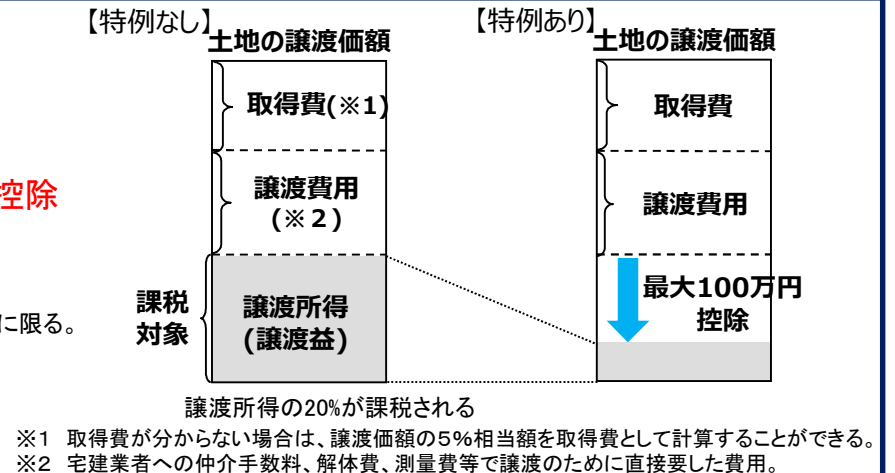 【特例なし】
土地の譲渡価額
取得費(※1)
譲渡費用
(※２)
課税
対象
譲渡所得
(譲渡益)
【特例あり】
土地の譲渡価額
取得費
譲渡費用
最大100万円
控除
控除
に限る。
譲渡所得の20%が課税される
※１　取得費が分からない場合は、譲渡価額の５％相当額を取得費として計算することができる。
※２　宅建業者への仲介手数料、解体費、測量費等で譲渡のために直接要した費用。